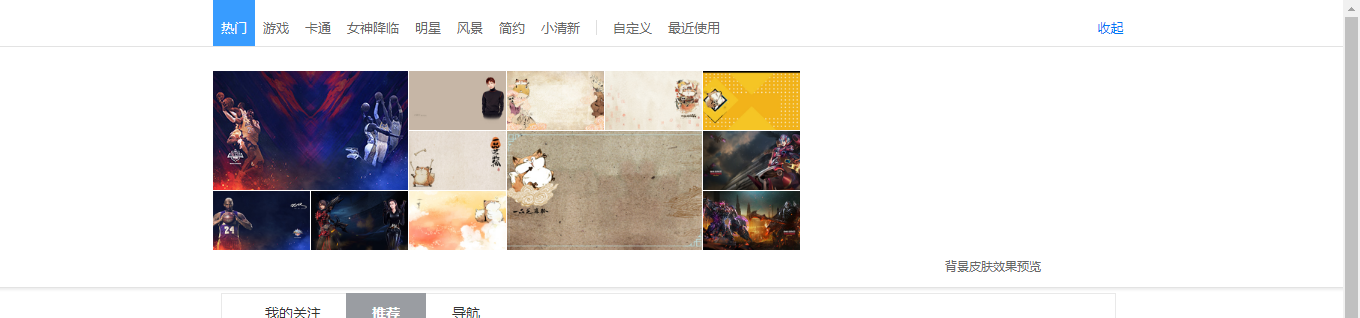 热门 游戏 卡通 女神降临 明星 风景 简约 小清新 自定义 最近使用 收起
24
背景皮肤效果预览
我的关注 推荐 导航